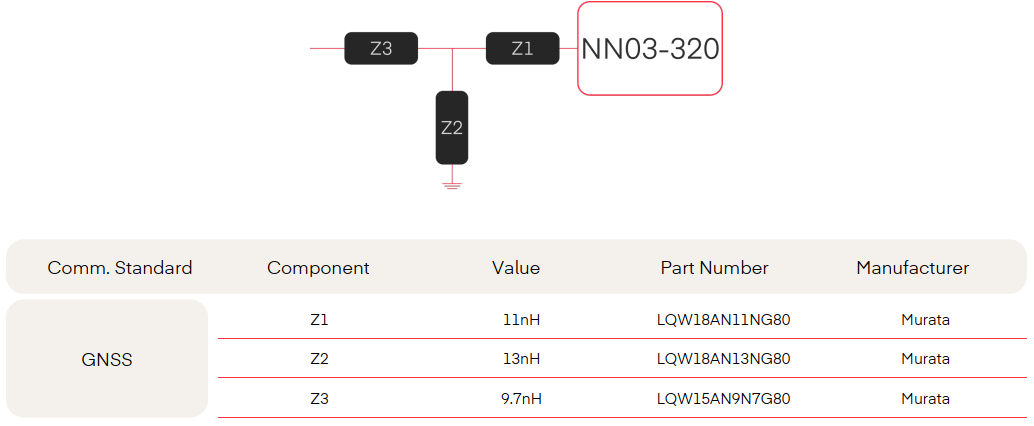 Z3 Z1 NN03-320
Z2
Comm. Standard Component Value Part Number Manufacturer
Z1 11nH LQW18AN11NG80 Murata
GNSS Z2 13nH LQW18AN13NG80 Murata
Z3 9.7nH LQW15AN9N7G80 Murata